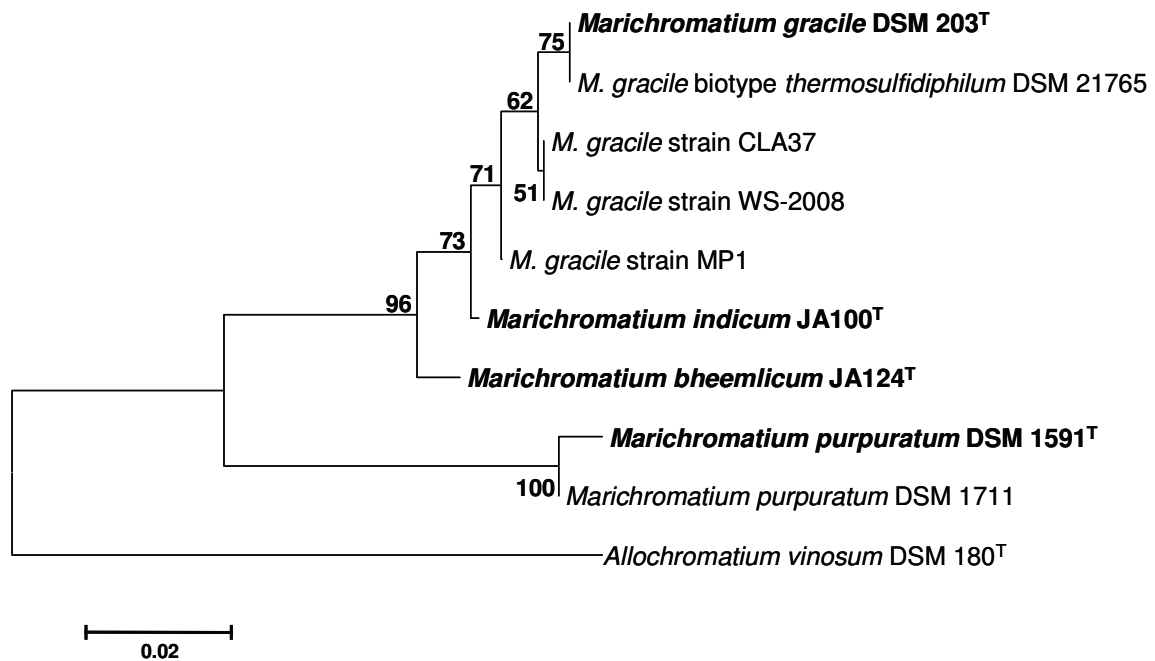 Marichromatium gracile DSM 203T
75
M. gracile biotype thermosulfidiphilum DSM 21765
62
M. gracile strain CLA37
71
51
M. gracile strain WS-2008
73
M. gracile strain MP1
96
Marichromatium indicum JA100T
Marichromatium bheemlicum JA124T
Marichromatium purpuratum DSM 1591T
100
Marichromatium purpuratum DSM 1711
Allochromatium vinosum DSM 180T
0.02